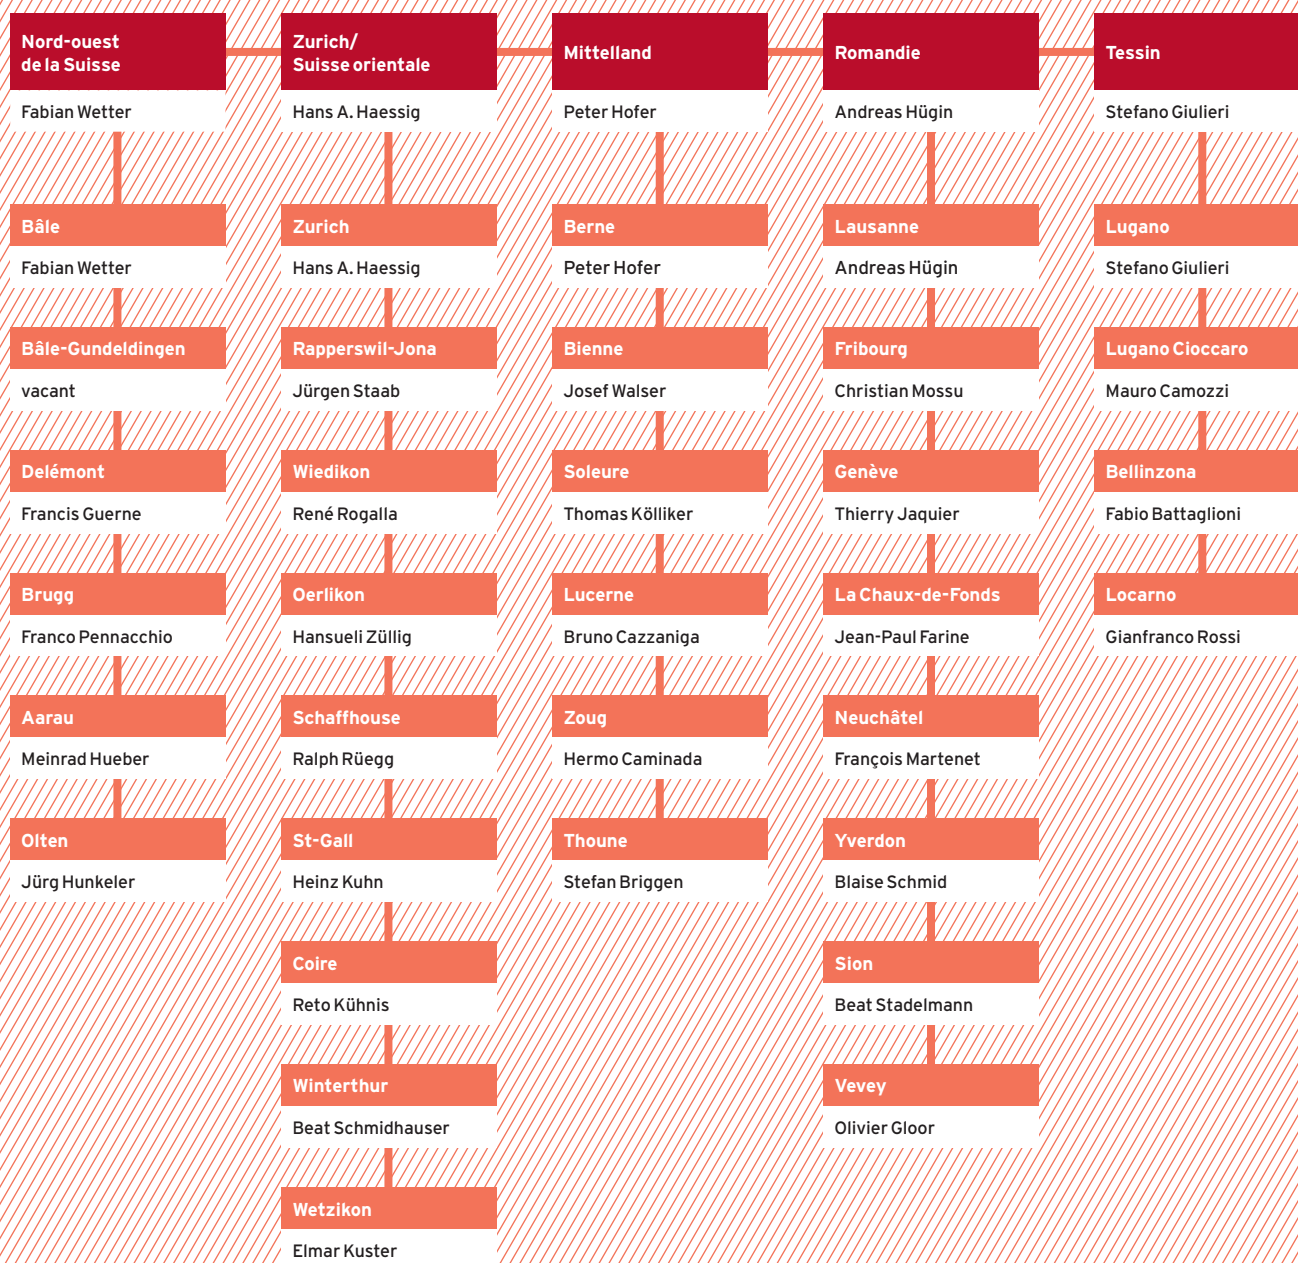 Nord-ouest
de la Suisse
Fabian Wetter
Bâle
Fabian Wetter
Bâle-Gundeldingen
vacant
Delémont
Francis Guerne
Brugg
Franco Pennacchio
Aarau
Meinrad Hueber
Olten
Jürg Hunkeler
Zurich/
Suisse orientale
Hans A. Haessig
Zurich
Hans A. Haessig
Rapperswil-Jona
Jürgen Staab
Wiedikon
René Rogalla
Oerlikon
Hansueli Züllig
Schaffhouse
Ralph Rüegg
St-Gall
Heinz Kuhn
Coire
Reto Kühnis
Winterthur
Beat Schmidhauser
Wetzikon
Elmar Kuster
Mittelland
Peter Hofer
Berne
Peter Hofer
Bienne
Josef Walser
Soleure
Thomas Kölliker
Lucerne
Bruno Cazzaniga
Zoug
Hermo Caminada
Thoune
Stefan Briggen
Romandie
Andreas Hügin
Lausanne
Andreas Hügin
Fribourg
Christian Mossu
Genève
Thierry Jaquier
La Chaux-de-Fonds
Jean-Paul Farine
Neuchâtel
François Martenet
Yverdon
Blaise Schmid
Sion
Beat Stadelmann
Vevey
Olivier Gloor
Tessin
Stefano Giulieri
Lugano
Stefano Giulieri
Lugano Cioccaro
Mauro Camozzi
Bellinzona
Fabio Battaglioni
Locarno
Gianfranco Rossi